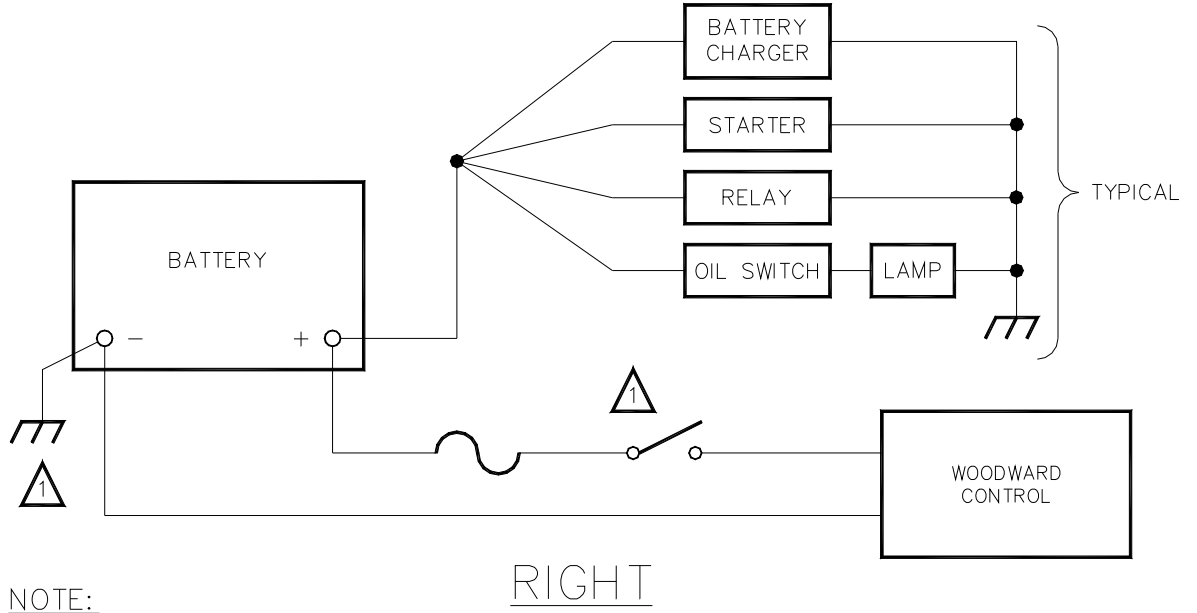 BATTERY
CHARGER
STARTER
RELAY
OIL SWITCH
LAMP
TYPICAL
BATTERY
−
+
1
1
WOODWARD
CONTROL
RIGHT
NOTE: